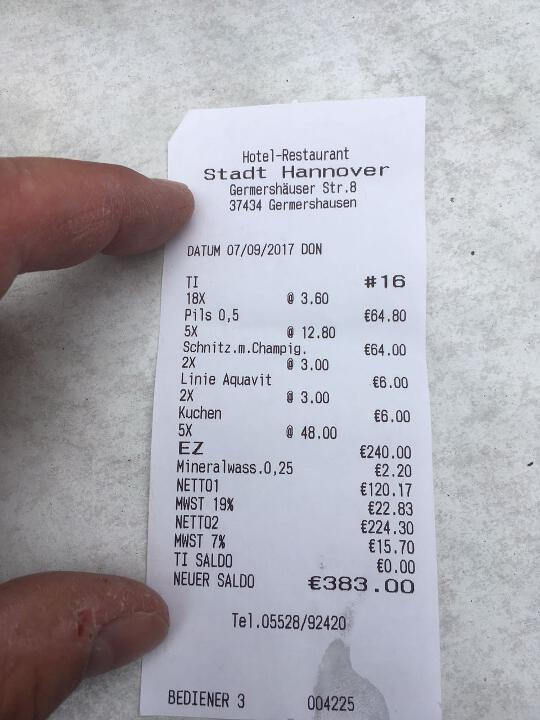 Hotel-Restaurant
Stadt Hannover
Germershäuser Str.8
37434 Germershausen
DATUM 07/09/2017 DON
TI #16
18X @ 3.60
Pils 0,5 €64.80
5X @ 12.80
Schnitz.m.Champig. €64.00
2X @ 3.00
Linie Aquavit €6.00
2X @ 3.00
Kuchen €6.00
5X @ 48.00
EZ €240.00
Mineralwass.0,25 €2.20
NETTO1 €120.17
MWST 19% €22.83
NETTO2 €224.30
MWST 7% €15.70
TI SALDO €0.00
NEUER SALDO €383.00
Tel.05528/92420
BEDIENER 3 004225